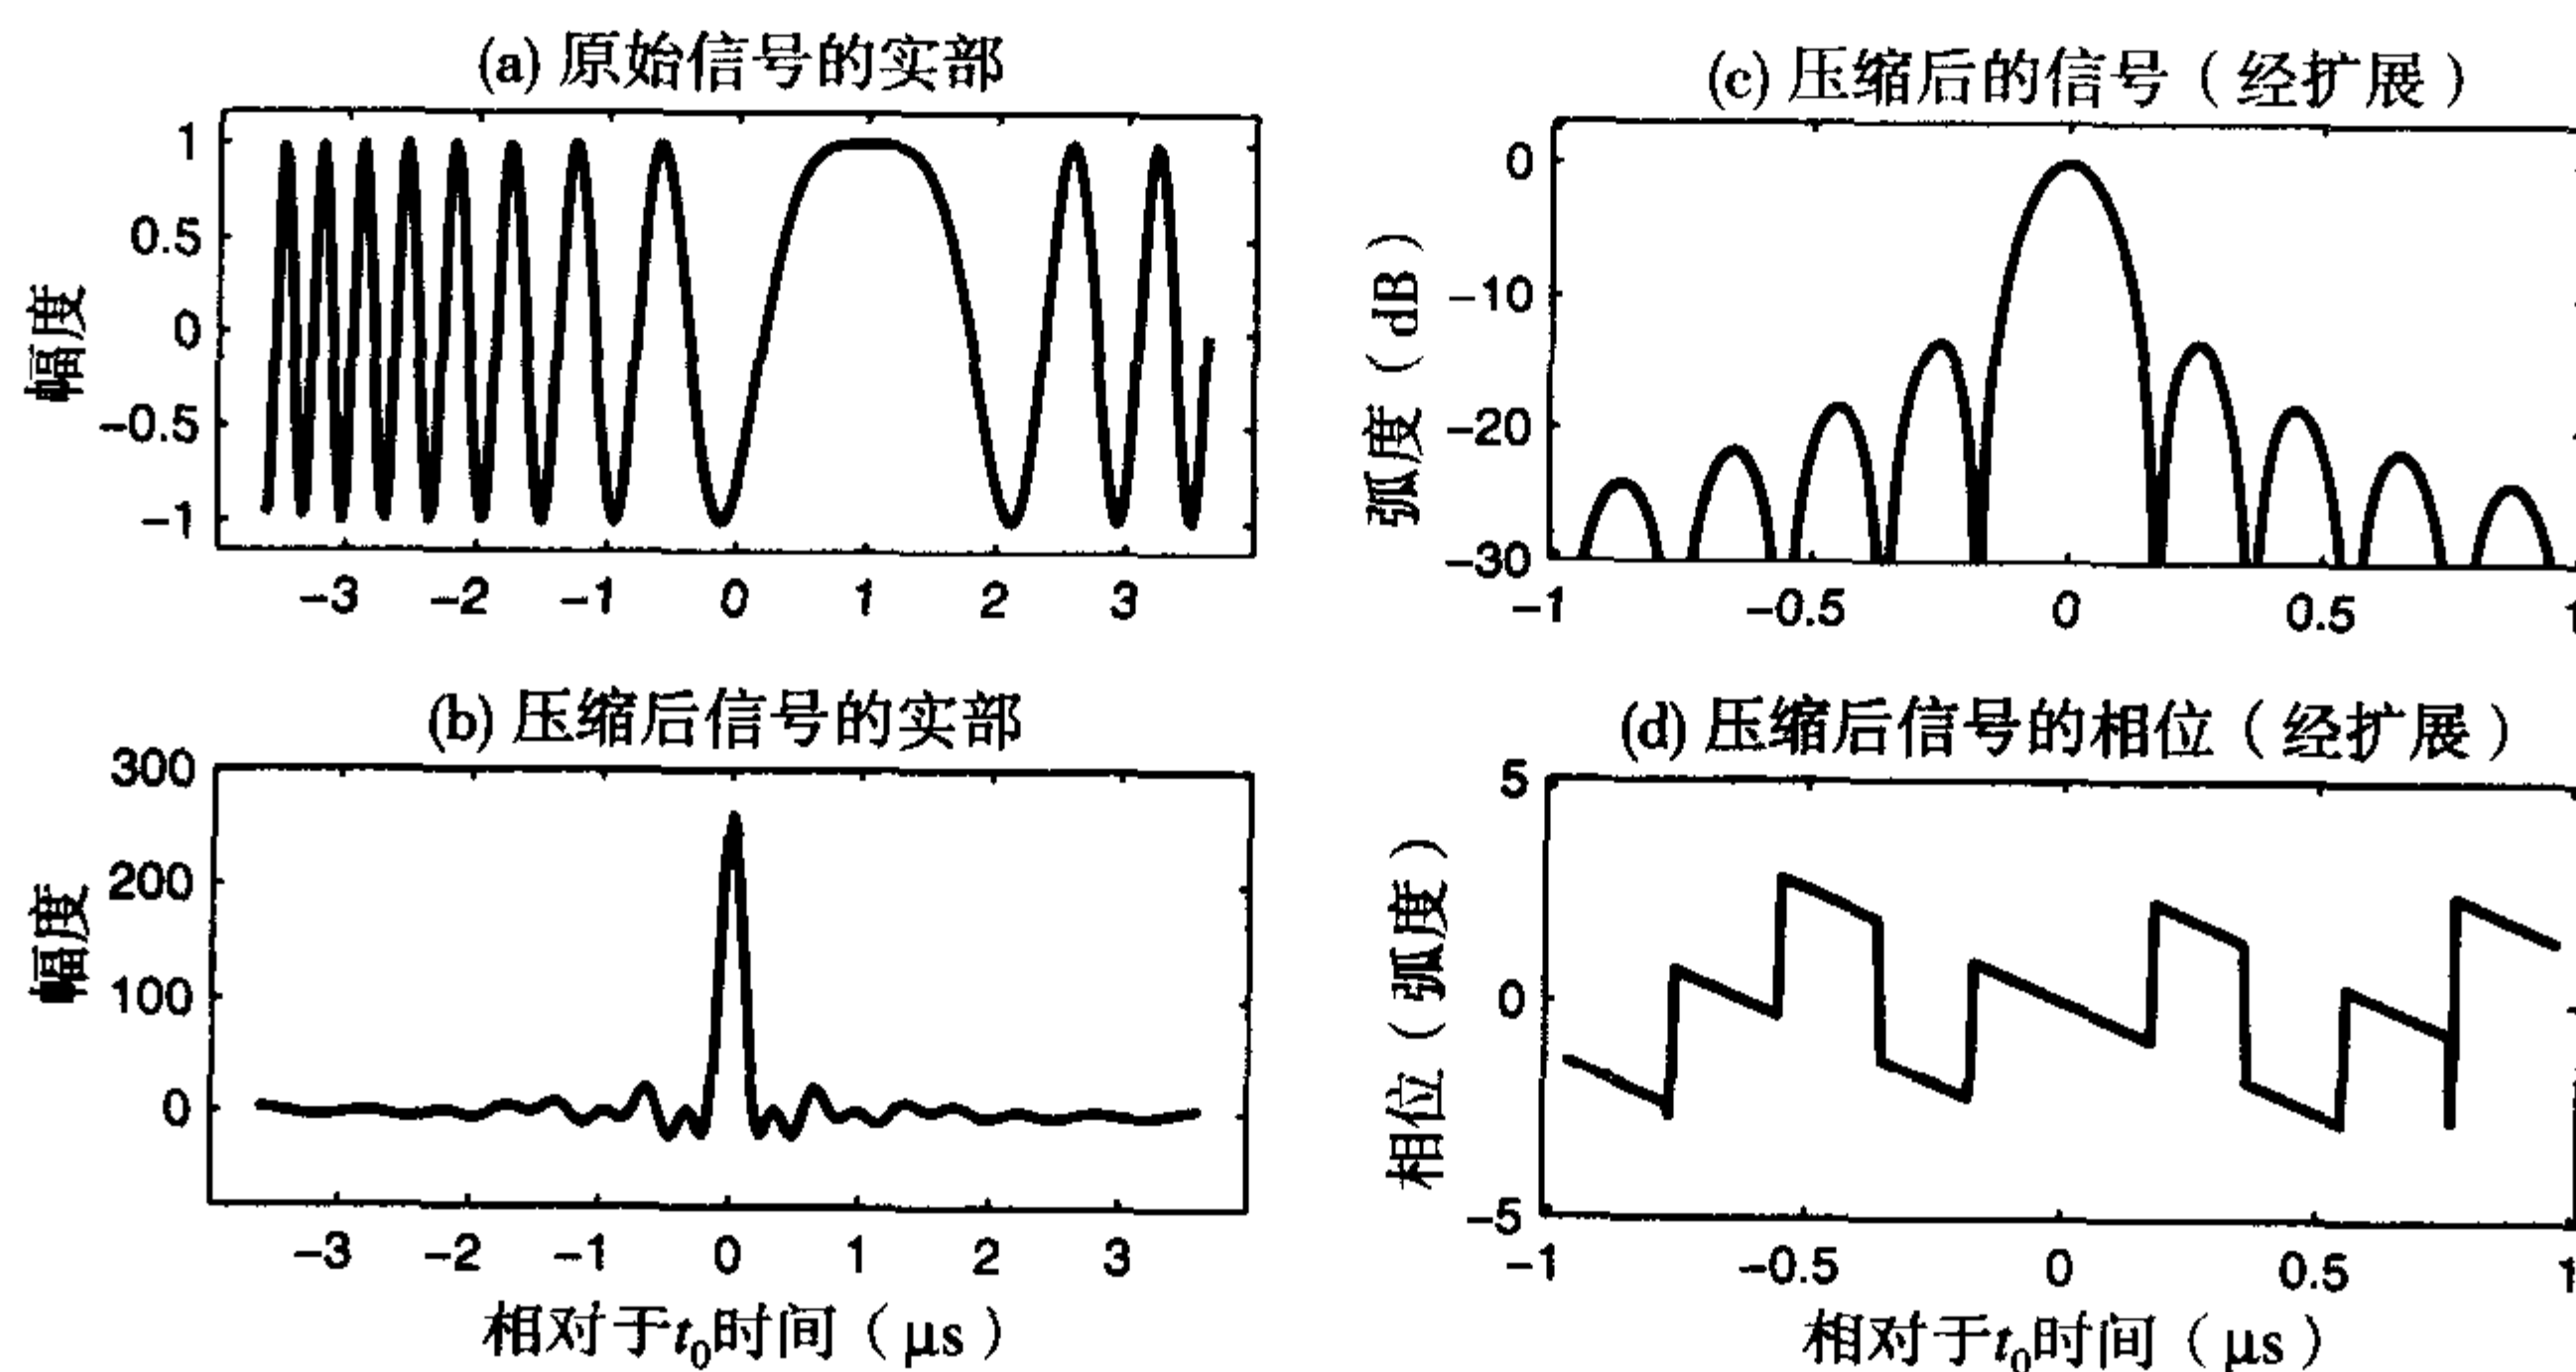 (a) 原始信号的实部
1
0.5
0
-0.5
-1
幅度
-3 -2 -1 0 1 2 3
(c) 压缩后的信号（经扩展）
0
-10
-20
-30
弧度（dB）
-1 -0.5 0 0.5 1
(b) 压缩后信号的实部
300
200
100
0
幅度
-3 -2 -1 0 1 2 3
相对于t₀时间（μs）
(d) 压缩后信号的相位（经扩展）
5
0
-5
相位（弧度）
-1 -0.5 0 0.5 1
相对于t₀时间（μs）